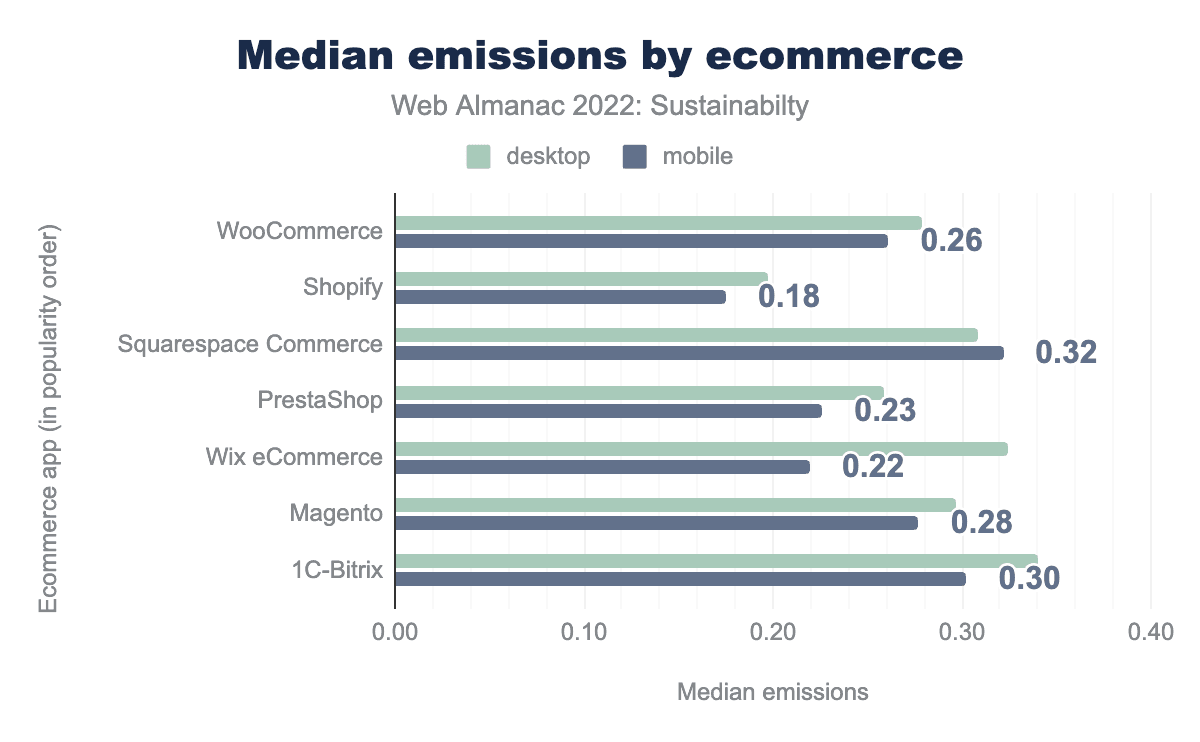 Median emissions by ecommerce
Web Almanac 2022: Sustainabilty
desktop
mobile
Ecommerce app (in popularity order)
WooCommerce
0.26
Shopify
0.18
Squarespace Commerce
0.32
PrestaShop
0.23
Wix eCommerce
0.22
Magento
0.28
1C-Bitrix
0.30
0.00 0.10 0.20 0.30 0.40
Median emissions